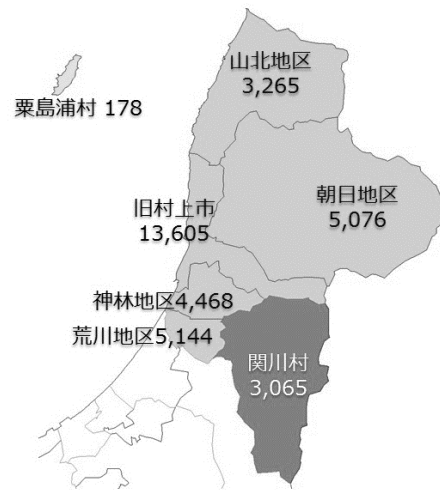 山北地区
3,265
粟島浦村 178
朝日地区
5,076
旧村上市
13,605
神林地区4,468
荒川地区5,144
関川村
3,065